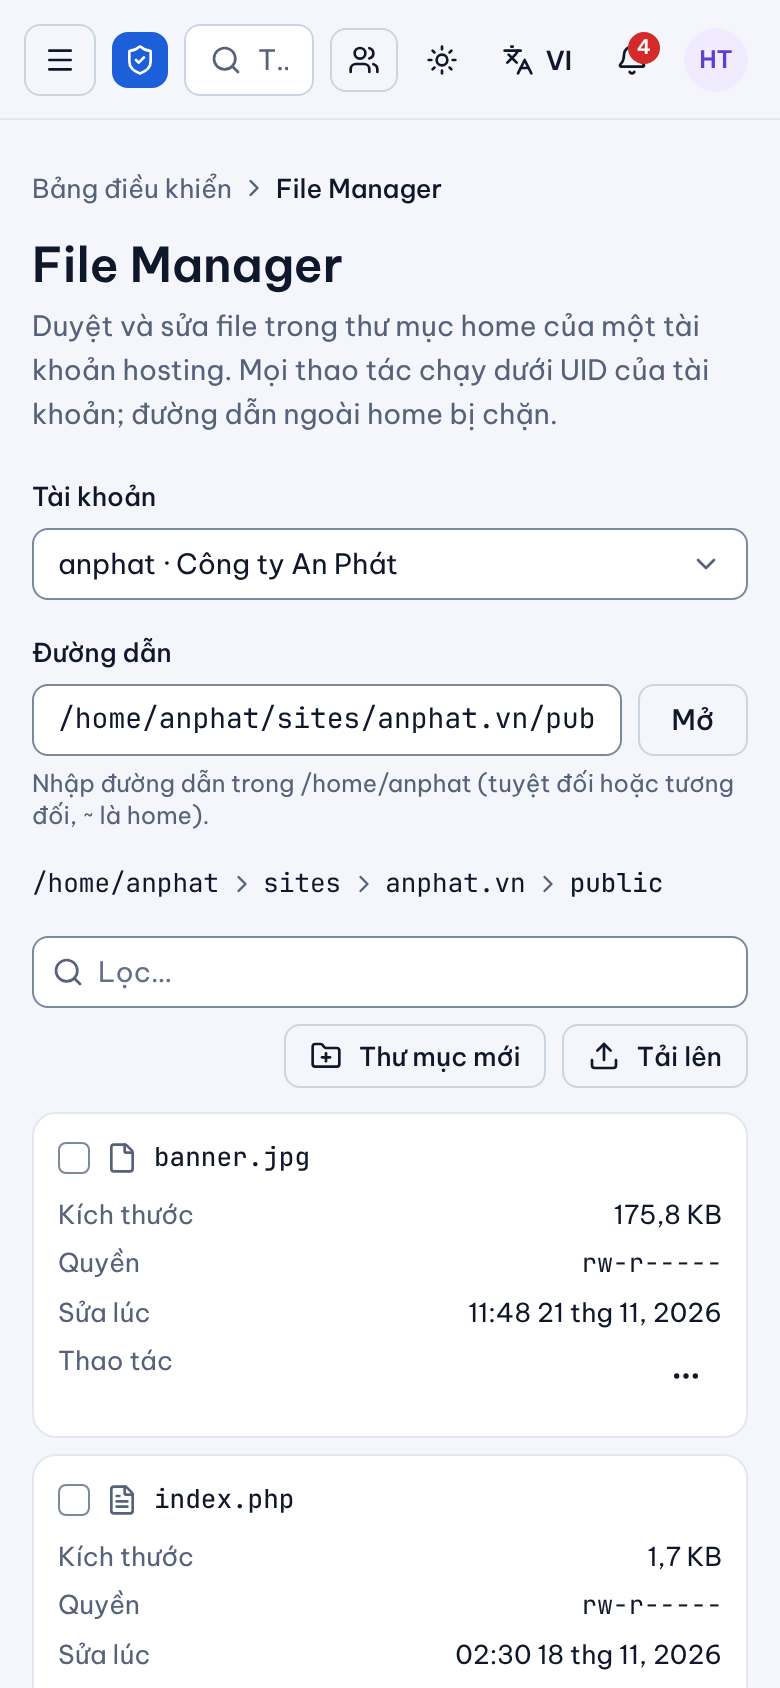 T..
VI
4
HT
Bảng điều khiển > File Manager
File Manager
Duyệt và sửa file trong thư mục home của một tài
khoản hosting. Mọi thao tác chạy dưới UID của tài
khoản; đường dẫn ngoài home bị chặn.
Tài khoản
anphat · Công ty An Phát
Đường dẫn
/home/anphat/sites/anphat.vn/pub
Mở
Nhập đường dẫn trong /home/anphat (tuyệt đối hoặc tương
đối, ~ là home).
/home/anphat > sites > anphat.vn > public
Lọc...
Thư mục mới
Tải lên
banner.jpg
Kích thước 175,8 KB
Quyền rw-r-----
Sửa lúc 11:48 21 thg 11, 2026
Thao tác ...
index.php
Kích thước 1,7 KB
Quyền rw-r-----
Sửa lúc 02:30 18 thg 11, 2026